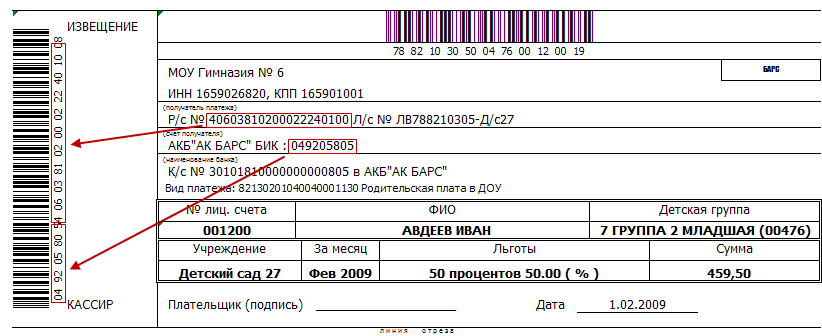 ИЗВЕЩЕНИЕ
04 92 05 80 54 06 03 81 02 00 02 22 40 10 08
КАССИР
78 82 10 30 50 04 76 00 12 00 19
МОУ Гимназия № 6
БАРС
ИНН 1659026820, КПП 165901001
(получатель платежа)
Р/с № 40603810200022240100 Л/с № ЛВ788210305-Д/с27
(счет получателя)
АКБ"АК БАРС" БИК : 049205805
(наименование банка)
К/с № 30101810000000000805 в АКБ"АК БАРС"
Вид платежа: 82130201040040001130 Родительская плата в ДОУ
№ лиц. счета ФИО Детская группа
001200 АВДЕЕВ ИВАН 7 ГРУППА 2 МЛАДШАЯ (00476)
Учреждение За месяц Льготы Сумма
Детский сад 27 Фев 2009 50 процентов 50.00 ( % ) 459,50
Плательщик (подпись) Дата 1.02.2009
линия отреза